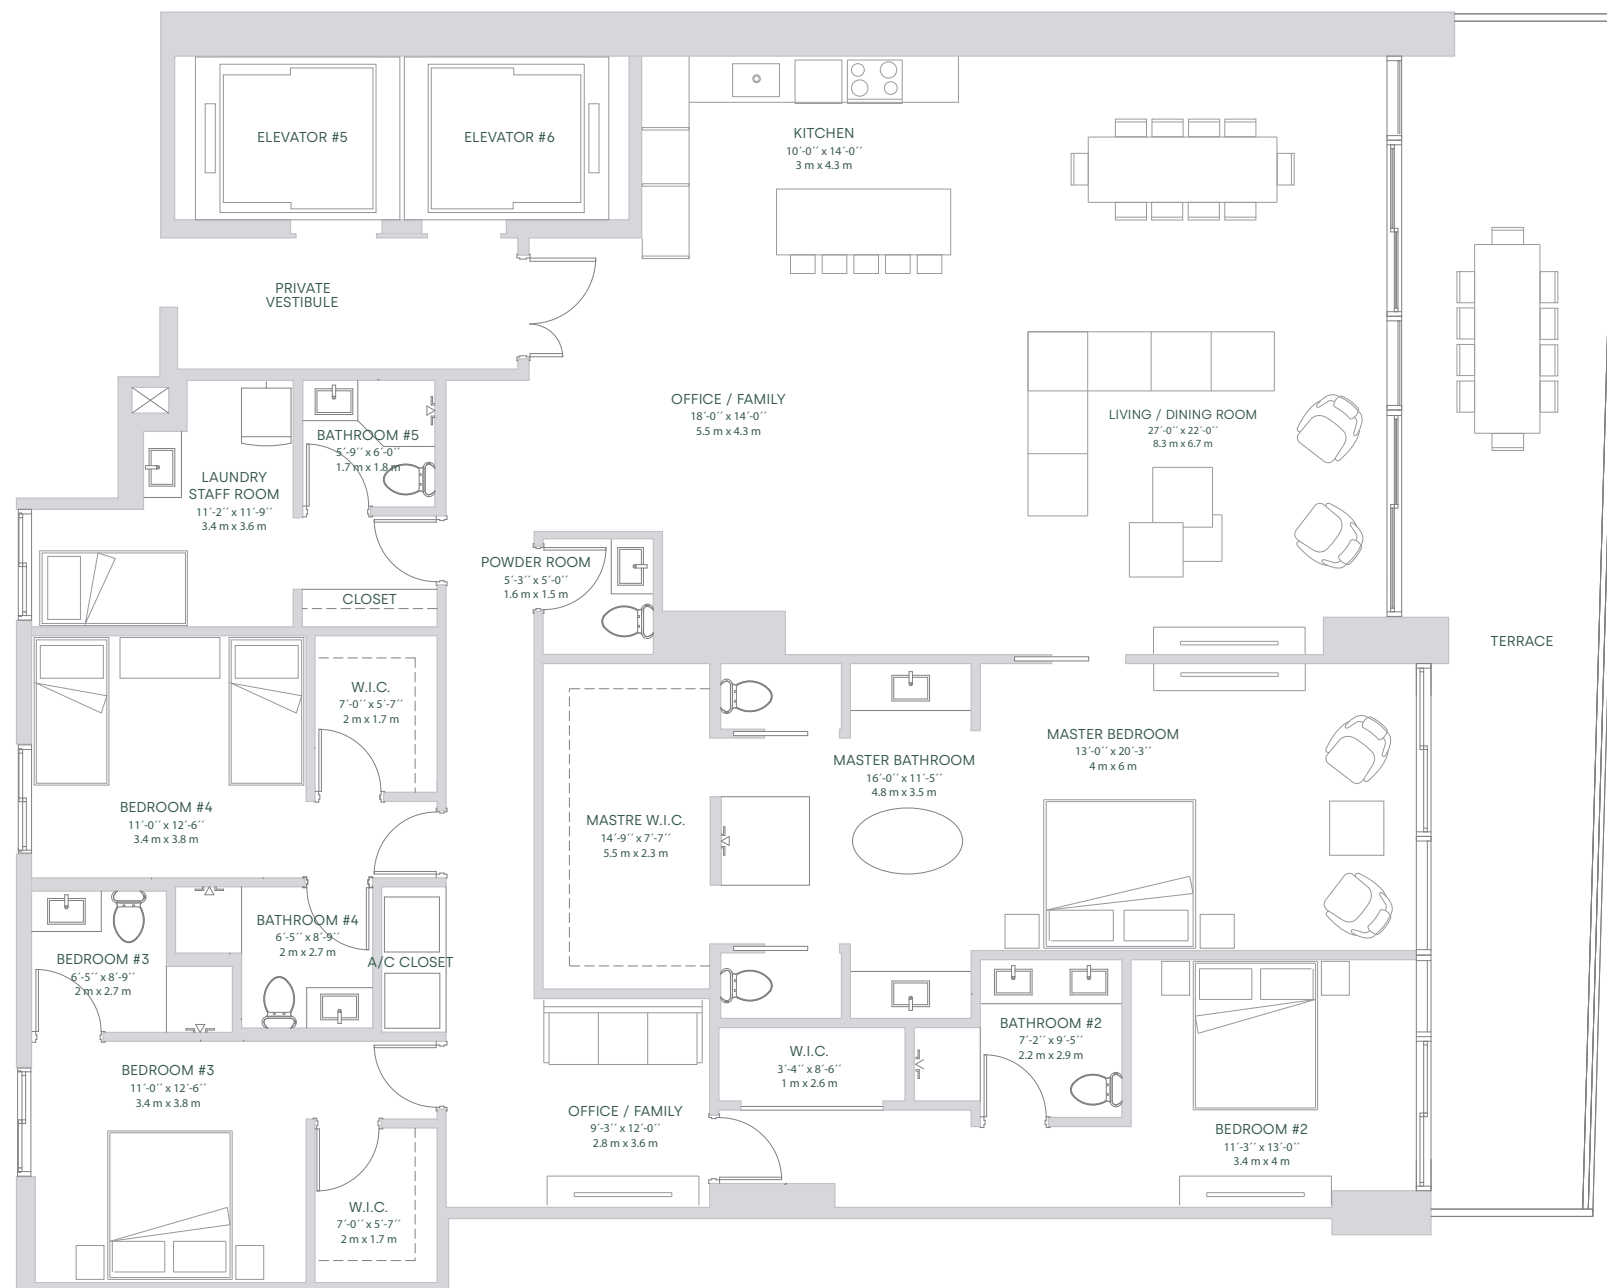 ELEVATOR #5
ELEVATOR #6
KITCHEN
10´-0´´ x 14´-0´´
3 m x 4.3 m
PRIVATE
VESTIBULE
OFFICE / FAMILY
18´-0´´ x 14´-0´´
5.5 m x 4.3 m
LIVING / DINING ROOM
27´-0´´ x 22´-0´´
8.3 m x 6.7 m
BATHROOM #5
5´-9´´ x 6´-0´´
1.7 m x 1.8 m
LAUNDRY
STAFF ROOM
11´-2´´ x 11´-9´´
3.4 m x 3.6 m
POWDER ROOM
5´-3´´ x 5´-0´´
1.6 m x 1.5 m
CLOSET
TERRACE
W.I.C.
7´-0´´ x 5´-7´´
2 m x 1.7 m
MASTER BEDROOM
13´-0´´ x 20´-3´´
4 m x 6 m
MASTER BATHROOM
16´-0´´ x 11´-5´´
4.8 m x 3.5 m
BEDROOM #4
11´-0´´ x 12´-6´´
3.4 m x 3.8 m
MASTRE W.I.C.
14´-9´´ x 7´-7´´
5.5 m x 2.3 m
BATHROOM #4
6´-5´´ x 8´-9´´
2 m x 2.7 m
BEDROOM #3
6´-5´´ x 8´-9´´
2 m x 2.7 m
A/C CLOSET
BATHROOM #2
7´-2´´ x 9´-5´´
2.2 m x 2.9 m
W.I.C.
3´-4´´ x 8´-6´´
1 m x 2.6 m
BEDROOM #3
11´-0´´ x 12´-6´´
3.4 m x 3.8 m
OFFICE / FAMILY
9´-3´´ x 12´-0´´
2.8 m x 3.6 m
BEDROOM #2
11´-3´´ x 13´-0´´
3.4 m x 4 m
W.I.C.
7´-0´´ x 5´-7´´
2 m x 1.7 m